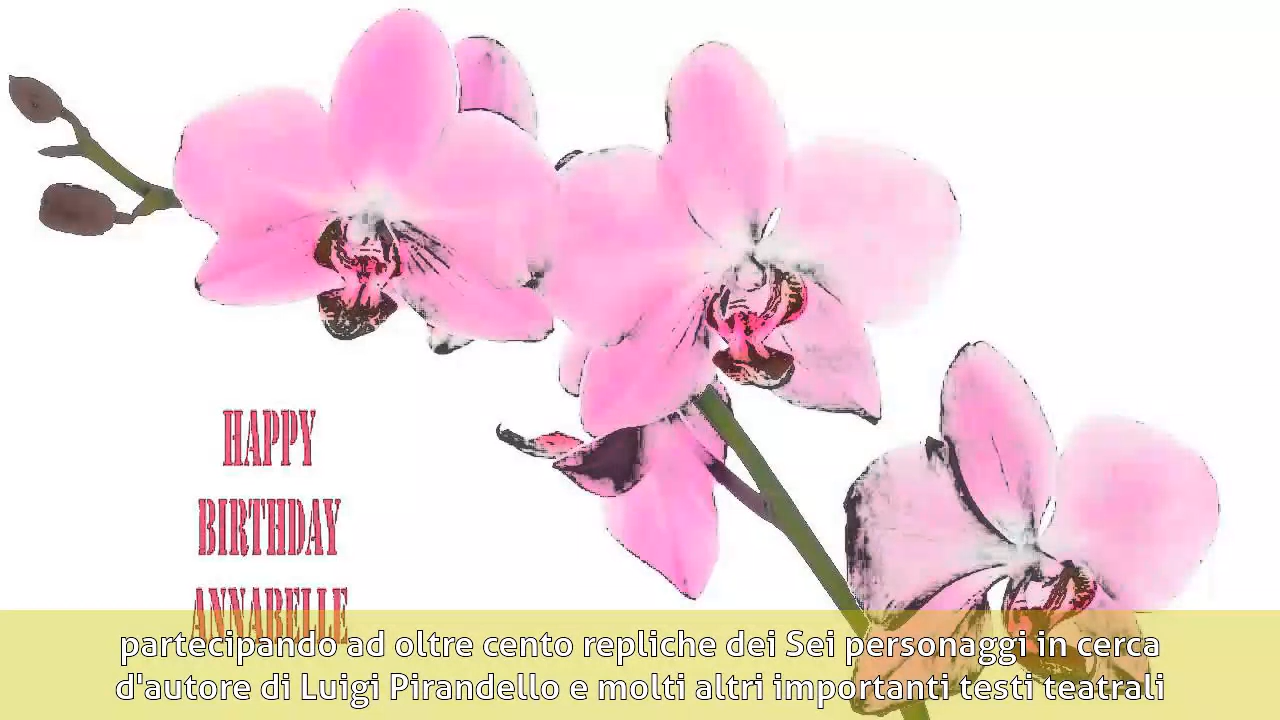 HAPPY
BIRTHDAY
ANNABELLE
partecipando ad oltre cento repliche dei Sei personaggi in cerca
d'autore di Luigi Pirandello e molti altri importanti testi teatrali